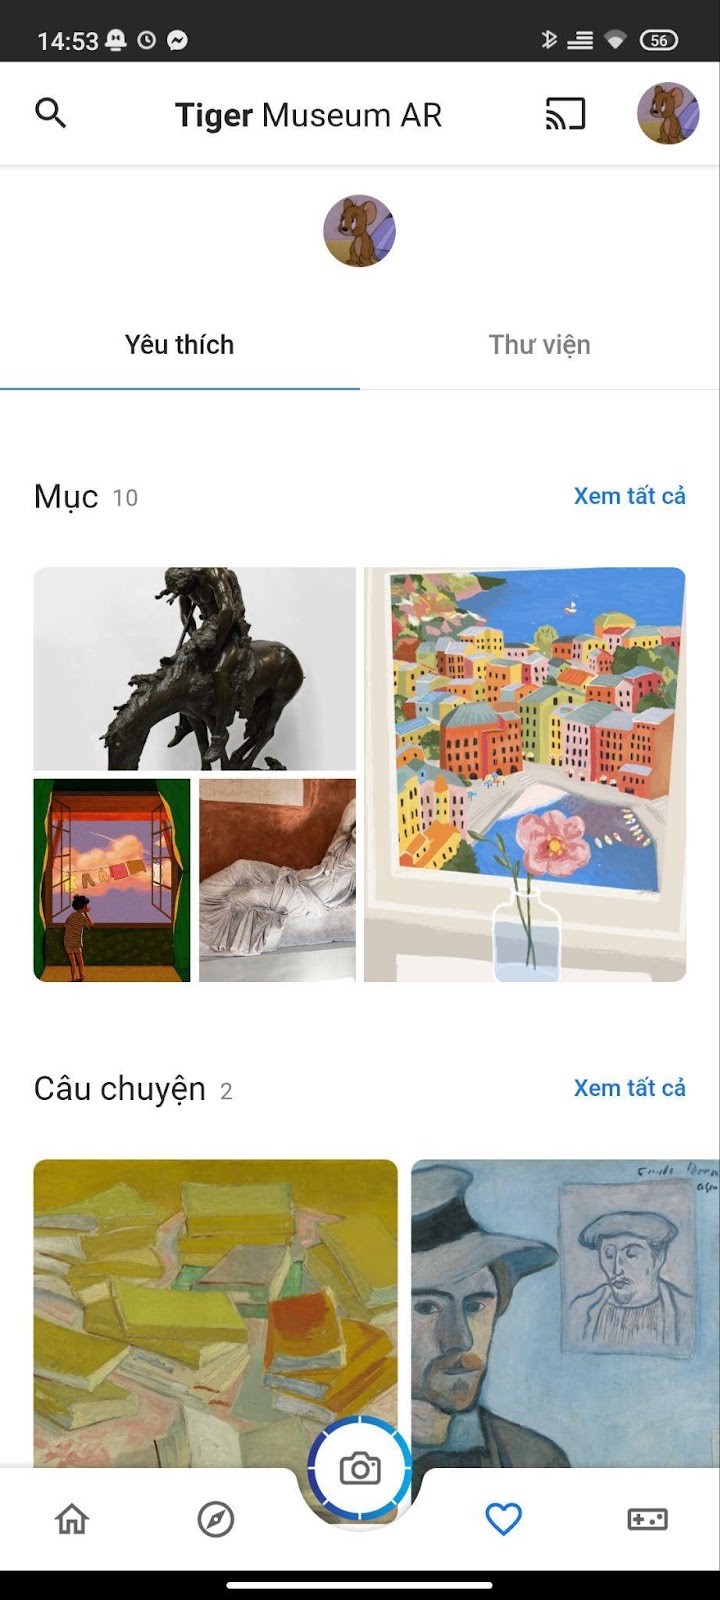 14:53
56
Tiger Museum AR
Yêu thích
Thư viện
Mục 10
Xem tất cả
Câu chuyện 2
Xem tất cả